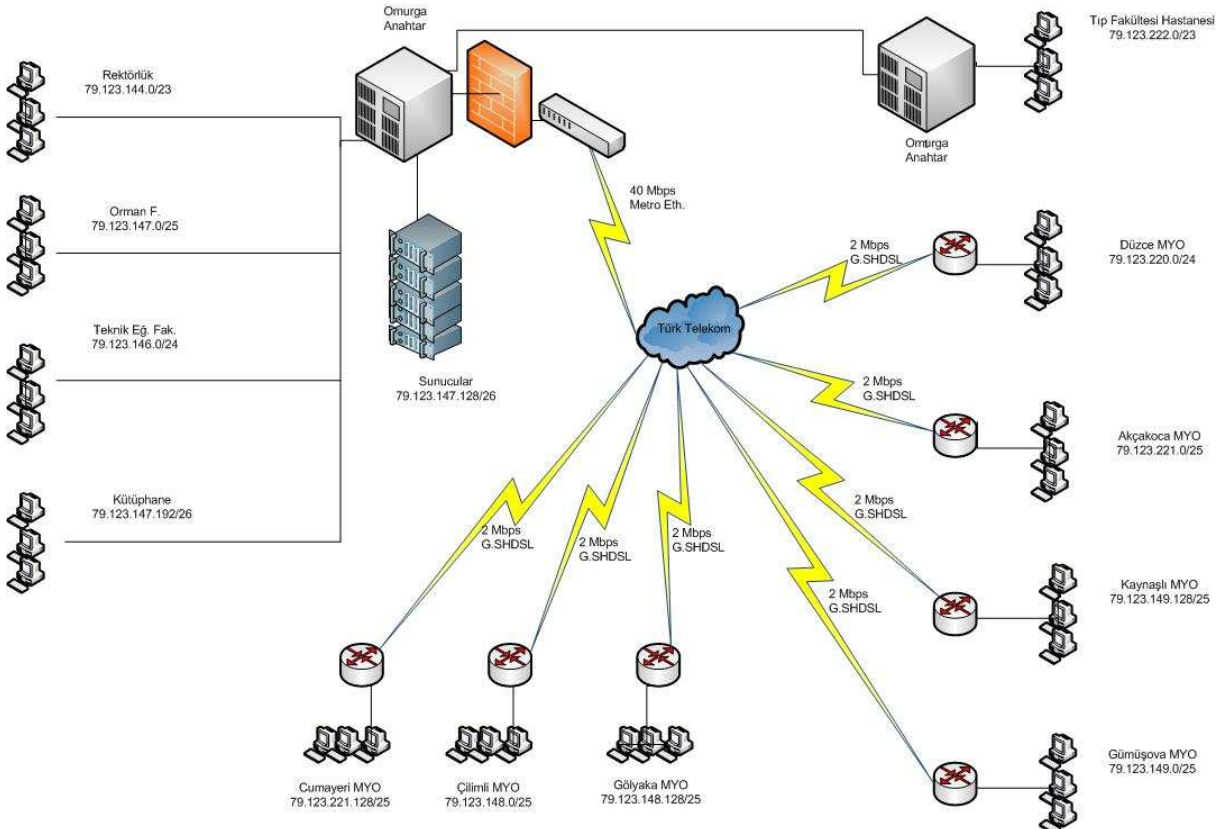 Omurga
Anahtar
Tıp Fakültesi Hastanesi
79.123.222.0/23
Rektörlük
79.123.144.0/23
Omurga
Anahtar
40 Mbps
Metro Eth.
Orman F.
79.123.147.0/25
2 Mbps
G.SHDSL
Düzce MYO
79.123.220.0/24
Türk Telekom
Teknik Eğ. Fak.
79.123.146.0/24
Sunucular
79.123.147.128/26
2 Mbps
G.SHDSL
Akçakoca MYO
79.123.221.0/25
Kütüphane
79.123.147.192/26
2 Mbps
G.SHDSL
2 Mbps
G.SHDSL
2 Mbps
G.SHDSL
2 Mbps
G.SHDSL
Kaynaşlı MYO
79.123.149.128/25
2 Mbps
G.SHDSL
Cumayeri MYO
79.123.221.128/25
Çilimli MYO
79.123.148.0/25
Gölyaka MYO
79.123.148.128/25
Gümüşova MYO
79.123.149.0/25